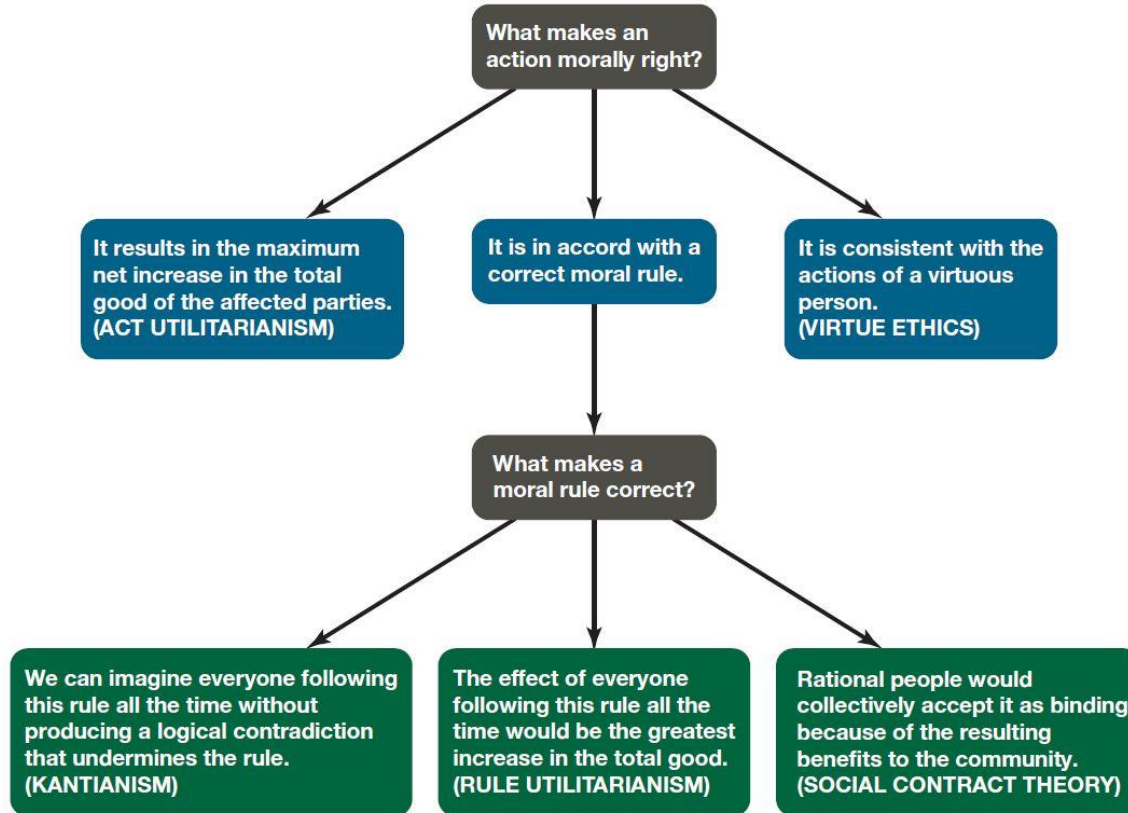 What makes an
action morally right?
It results in the maximum
net increase in the total
good of the affected parties.
(ACT UTILITARIANISM)
It is in accord with a
correct moral rule.
It is consistent with the
actions of a virtuous
person.
(VIRTUE ETHICS)
What makes a
moral rule correct?
We can imagine everyone following
this rule all the time without
producing a logical contradiction
that undermines the rule.
(KANTIANISM)
The effect of everyone
following this rule all the
time would be the greatest
increase in the total good.
(RULE UTILITARIANISM)
Rational people would
collectively accept it as binding
because of the resulting
benefits to the community.
(SOCIAL CONTRACT THEORY)